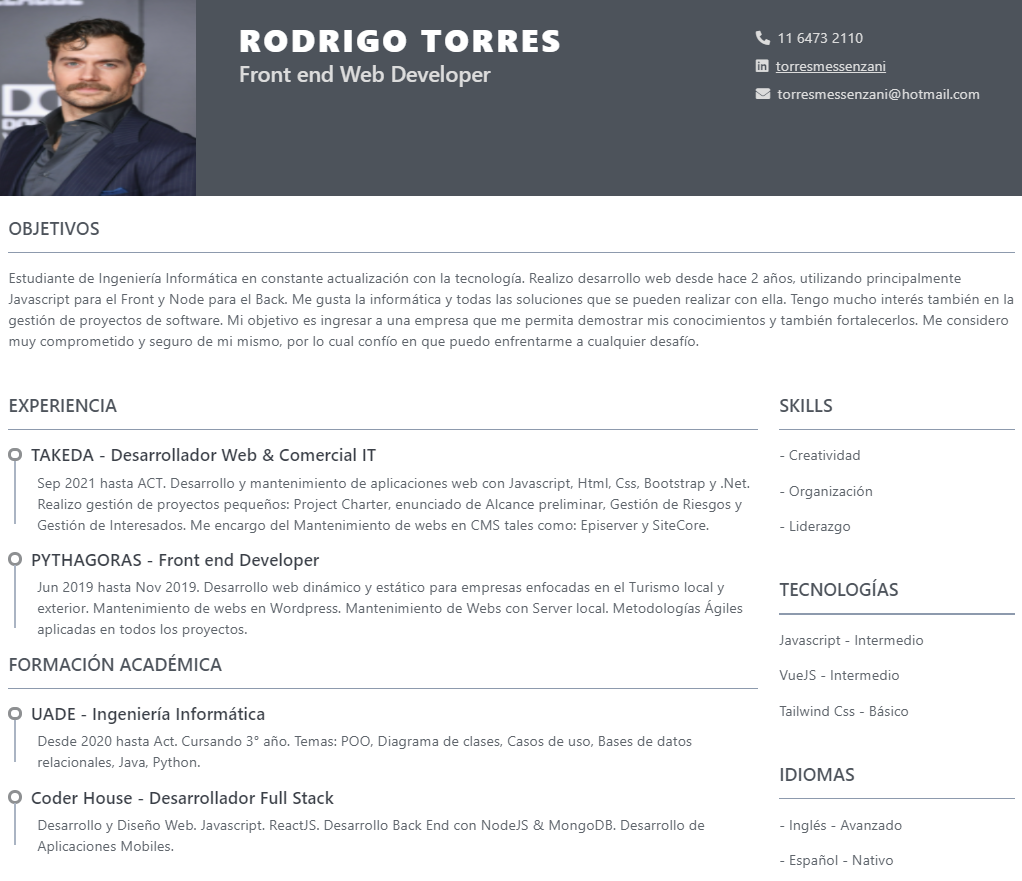 RODRIGO TORRES
Front end Web Developer
11 6473 2110
torresmessenzani
torresmessenzani@hotmail.com
OBJETIVOS
Estudiante de Ingeniería Informática en constante actualización con la tecnología. Realizo desarrollo web desde hace 2 años, utilizando principalmente
Javascript para el Front y Node para el Back. Me gusta la informática y todas las soluciones que se pueden realizar con ella. Tengo mucho interés también en la
gestión de proyectos de software. Mi objetivo es ingresar a una empresa que me permita demostrar mis conocimientos y también fortalecerlos. Me considero
muy comprometido y seguro de mi mismo, por lo cual confío en que puedo enfrentarme a cualquier desafío.
EXPERIENCIA
TAKEDA - Desarrollador Web & Comercial IT
Sep 2021 hasta ACT. Desarrollo y mantenimiento de aplicaciones web con Javascript, Html, Css, Bootstrap y .Net.
Realizo gestión de proyectos pequeños: Project Charter, enunciado de Alcance preliminar, Gestión de Riesgos y
Gestión de Interesados. Me encargo del Mantenimiento de webs en CMS tales como: Episerver y SiteCore.
PYTHAGORAS - Front end Developer
Jun 2019 hasta Nov 2019. Desarrollo web dinámico y estático para empresas enfocadas en el Turismo local y
exterior. Mantenimiento de webs en Wordpress. Mantenimiento de Webs con Server local. Metodologías Ágiles
aplicadas en todos los proyectos.
FORMACIÓN ACADÉMICA
UADE - Ingeniería Informática
Desde 2020 hasta Act. Cursando 3° año. Temas: POO, Diagrama de clases, Casos de uso, Bases de datos
relacionales, Java, Python.
Coder House - Desarrollador Full Stack
Desarrollo y Diseño Web. Javascript. ReactJS. Desarrollo Back End con NodeJS & MongoDB. Desarrollo de
Aplicaciones Mobiles.
SKILLS
- Creatividad
- Organización
- Liderazgo
TECNOLOGÍAS
Javascript - Intermedio
VueJS - Intermedio
Tailwind Css - Básico
IDIOMAS
- Inglés - Avanzado
- Español - Nativo